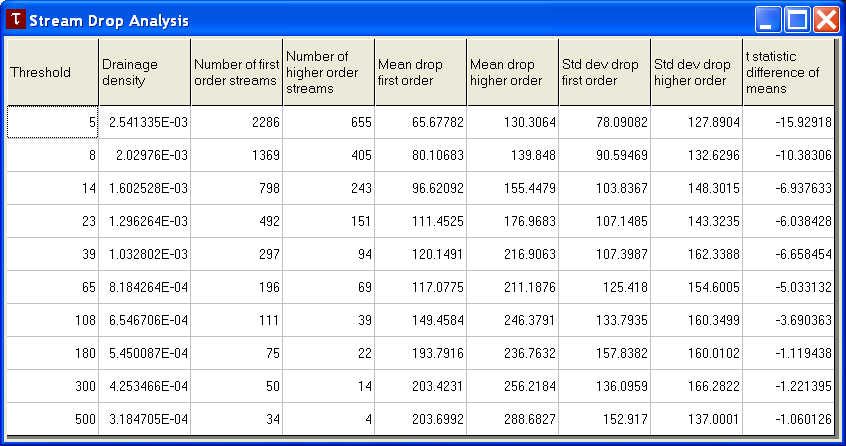 Stream Drop Analysis
Threshold Drainage density Number of first order streams Number of higher order streams Mean drop first order Mean drop higher order Std dev drop first order Std dev drop higher order t statistic difference of means
5 2.541335E-03 2286 655 65.67782 130.3064 78.09082 127.8904 -15.92918
8 2.02976E-03 1369 405 80.10683 139.848 90.59469 132.6296 -10.38306
14 1.602528E-03 798 243 96.62092 155.4479 103.8367 148.3015 -6.937633
23 1.296264E-03 492 151 111.4525 176.9683 107.1485 143.3235 -6.038428
39 1.032802E-03 297 94 120.1491 216.9063 107.3987 162.3388 -6.658454
65 8.184264E-04 196 69 117.0775 211.1876 125.418 154.6005 -5.033132
108 6.546706E-04 111 39 149.4584 246.3791 133.7935 160.3499 -3.690363
180 5.450087E-04 75 22 193.7916 236.7632 157.8382 160.0102 -1.119438
300 4.253466E-04 50 14 203.4231 256.2184 136.0959 166.2822 -1.221395
500 3.184705E-04 34 4 203.6992 288.6827 152.917 137.0001 -1.060126